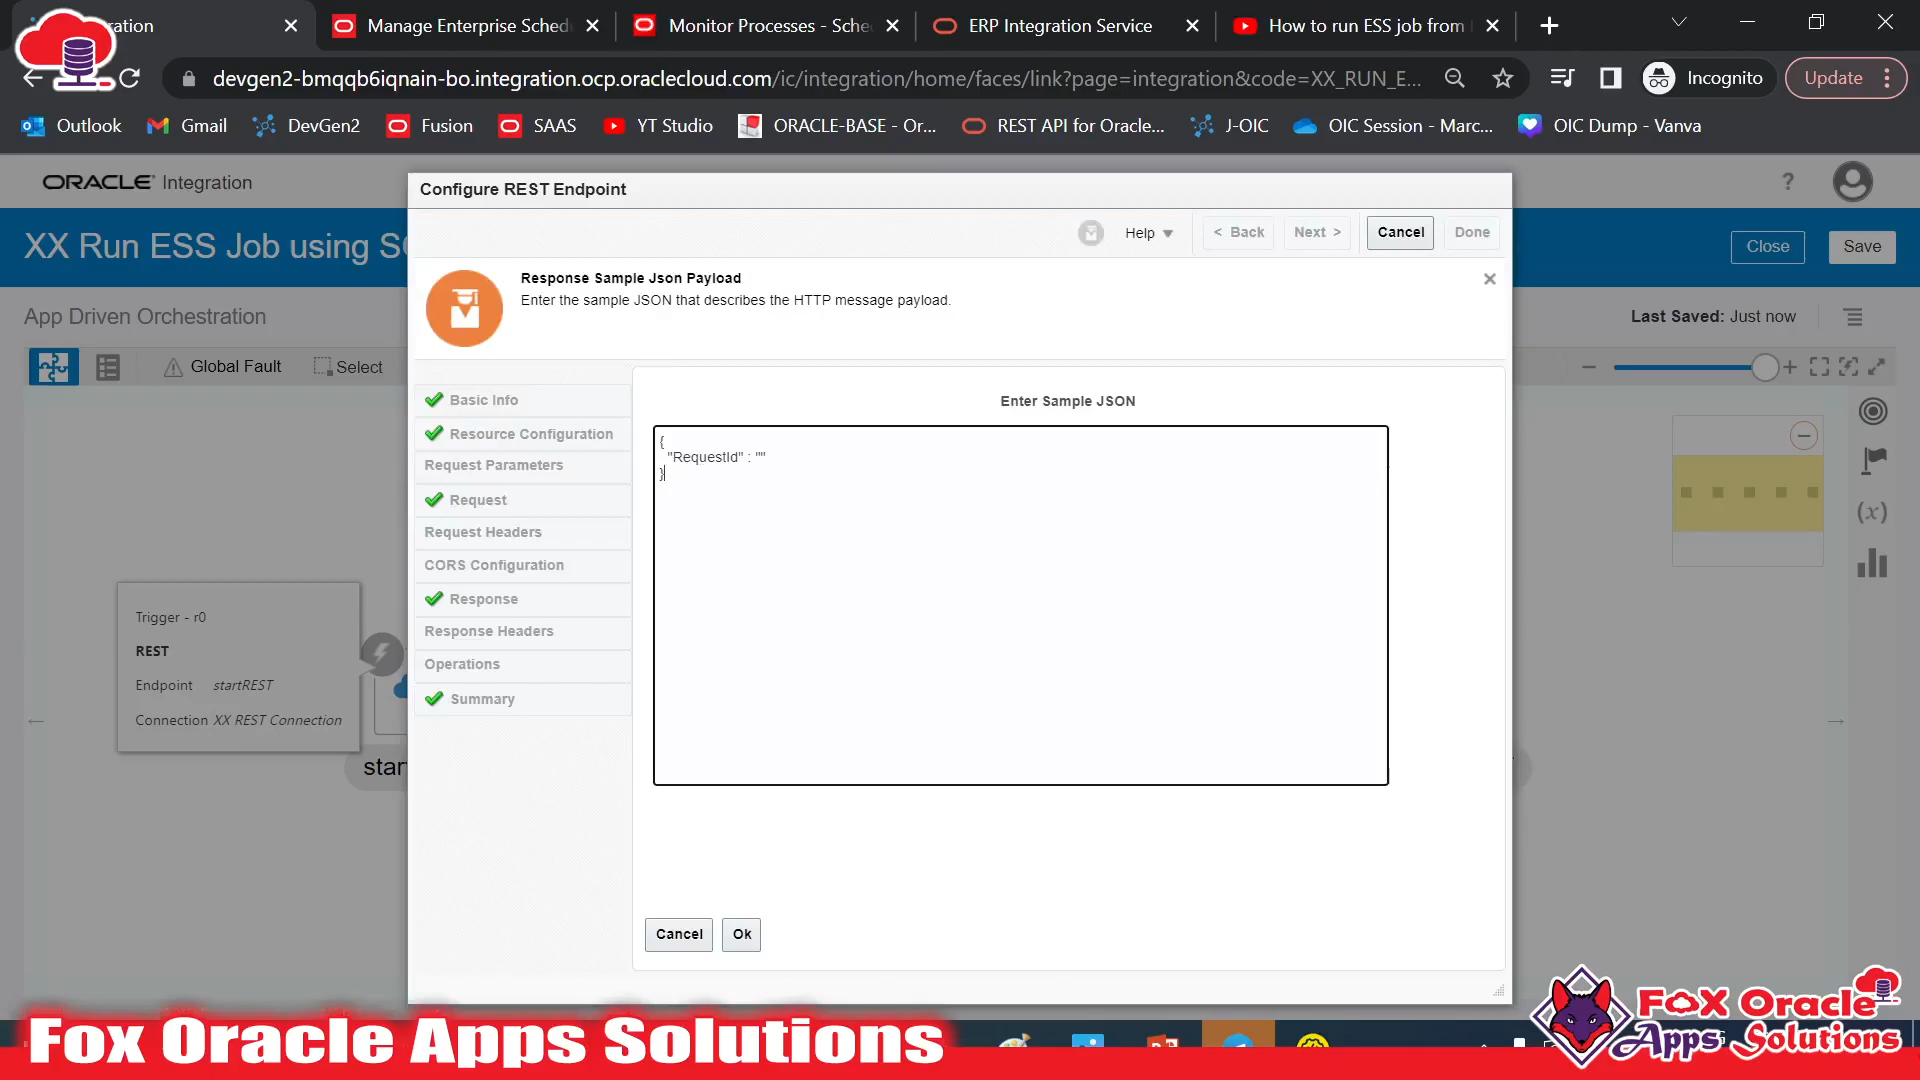 ration
Manage Enterprise Sched
Monitor Processes - Sche
ERP Integration Service
How to run ESS job from
devgen2-bmqqb6iqnain-bo.integration.ocp.oraclecloud.com/ic/integration/home/faces/link?page=integration&code=XX_RUN_E...
Incognito
Update
Outlook
Gmail
DevGen2
Fusion
SAAS
YT Studio
ORACLE-BASE - Or...
REST API for Oracle...
J-OIC
OIC Session - Marc...
OIC Dump - Vanva
ORACLE Integration
?
XX Run ESS Job using SO
Close
Save
App Driven Orchestration
Last Saved: Just now
Global Fault
Select
Configure REST Endpoint
Help
< Back
Next >
Cancel
Done
Response Sample Json Payload
Enter the sample JSON that describes the HTTP message payload.
Basic Info
Resource Configuration
Request Parameters
Request
Request Headers
CORS Configuration
Response
Response Headers
Operations
Summary
Enter Sample JSON
{
"RequestId" : ""
}
Cancel
Ok
Trigger - r0
REST
Endpoint startREST
Connection XX REST Connection
star
(x)
Fox Oracle Apps Solutions
Fox Oracle
Apps Solutions